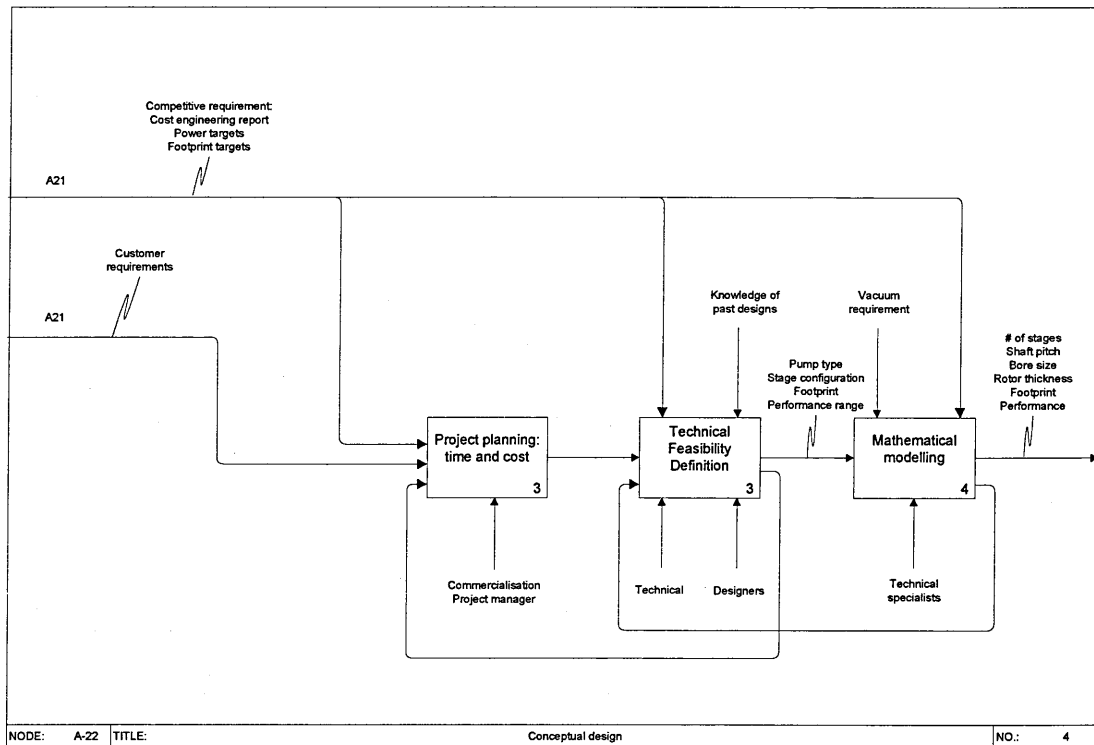 Competitive requirement:
Cost engineering report
Power targets
Footprint targets
A21
Customer
requirements
A21
Knowledge of
past designs
Vacuum
requirement
Pump type
Stage configuration
Footprint
Performance range
# of stages
Shaft pitch
Bore size
Rotor thickness
Footprint
Performance
Project planning:
time and cost
3
Technical
Feasibility
Definition
3
Mathematical
modelling
4
Commercialisation
Project manager
Technical
Designers
Technical
specialists
NODE: A-22 TITLE: Conceptual design NO.: 4